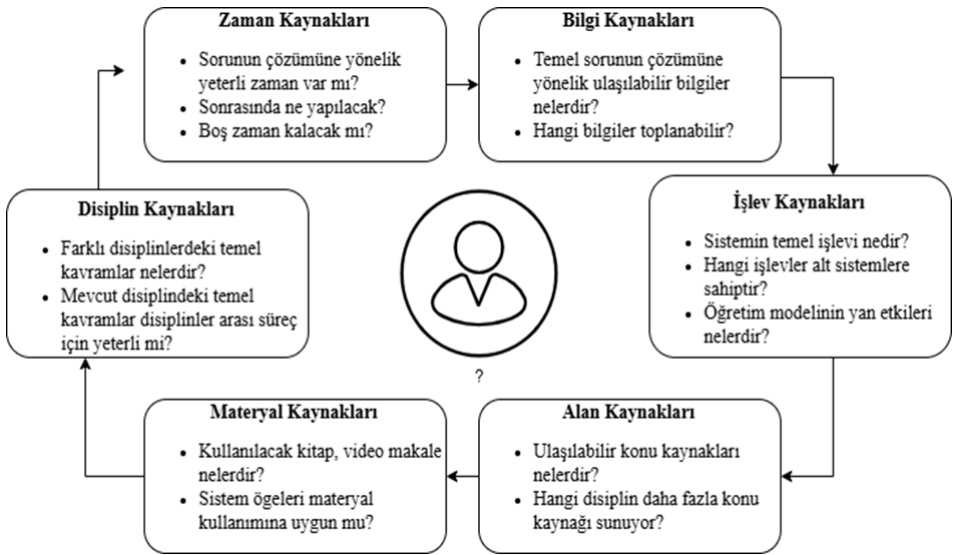 Zaman Kaynakları
• Sorunun çözümüne yönelik
yeterli zaman var mı?
• Sonrasında ne yapılacak?
• Boş zaman kalacak mı?
Bilgi Kaynakları
• Temel sorunun çözümüne
yönelik ulaşılabilir bilgiler
nelerdir?
• Hangi bilgiler toplanabilir?
İşlev Kaynakları
• Sistemin temel işlevi nedir?
• Hangi işlevler alt sistemlere
sahiptir?
• Öğretim modelinin yan etkileri
nelerdir?
Alan Kaynakları
• Ulaşılabilir konu kaynakları
nelerdir?
• Hangi disiplin daha fazla konu
kaynağı sunuyor?
Materyal Kaynakları
• Kullanılacak kitap, video makale
nelerdir?
• Sistem ögeleri materyal
kullanımına uygun mu?
Disiplin Kaynakları
• Farklı disiplinlerdeki temel
kavramlar nelerdir?
• Mevcut disiplindeki temel
kavramlar disiplinler arası süreç
için yeterli mi?
?